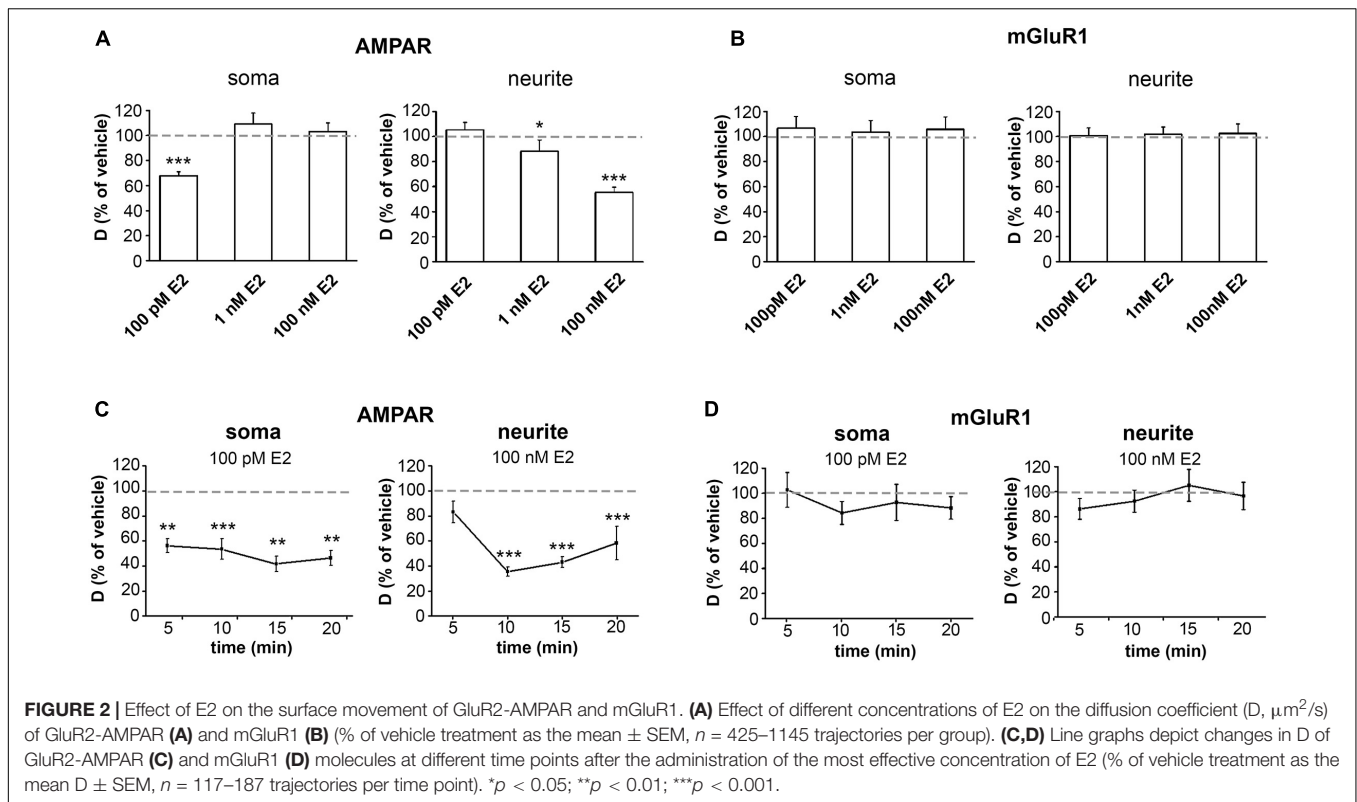 A
AMPAR
soma
neurite
D (% of vehicle)
120
100
80
60
40
20
0
***
100 pM E2
1 nM E2
100 nM E2
D (% of vehicle)
120
100
80
60
40
20
0
*
***
100 pM E2
1 nM E2
100 nM E2
B
mGluR1
soma
neurite
D (% of vehicle)
120
100
80
60
40
20
0
100pM E2
1nM E2
100nM E2
D (% of vehicle)
120
100
80
60
40
20
0
100pM E2
1nM E2
100nM E2
C
AMPAR
soma
100 pM E2
D (% of vehicle)
120
100
80
60
40
20
0
** *** ** **
5 10 15 20
time (min)
neurite
100 nM E2
D (% of vehicle)
120
100
80
60
40
20
0
*** *** ***
5 10 15 20
time (min)
D
mGluR1
soma
100 pM E2
D (% of vehicle)
120
100
80
60
40
20
0
5 10 15 20
time (min)
neurite
100 nM E2
D (% of vehicle)
120
100
80
60
40
20
0
5 10 15 20
time (min)
FIGURE 2 | Effect of E2 on the surface movement of GluR2-AMPAR and mGluR1. (A) Effect of different concentrations of E2 on the diffusion coefficient (D, μm²/s)
of GluR2-AMPAR (A) and mGluR1 (B) (% of vehicle treatment as the mean ± SEM, n = 425–1145 trajectories per group). (C,D) Line graphs depict changes in D of
GluR2-AMPAR (C) and mGluR1 (D) molecules at different time points after the administration of the most effective concentration of E2 (% of vehicle treatment as the
mean D ± SEM, n = 117–187 trajectories per time point). *p < 0.05; **p < 0.01; ***p < 0.001.